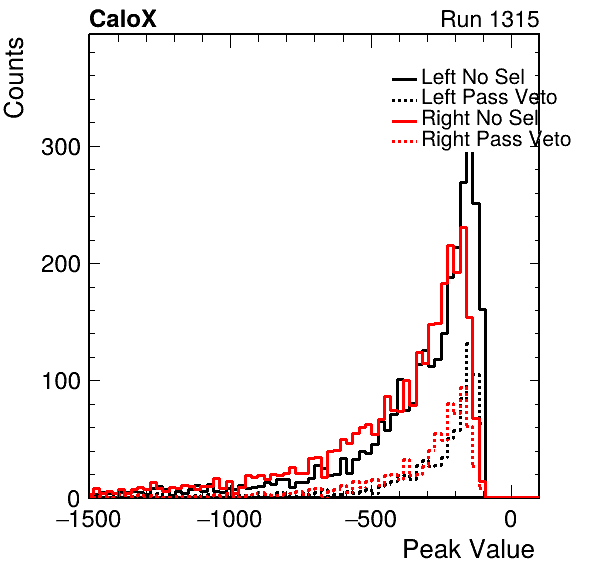 CaloX Run 1315
Counts
Left No Sel
Left Pass Veto
Right No Sel
Right Pass Veto
300
200
100
0
−1500 −1000 −500 0
Peak Value